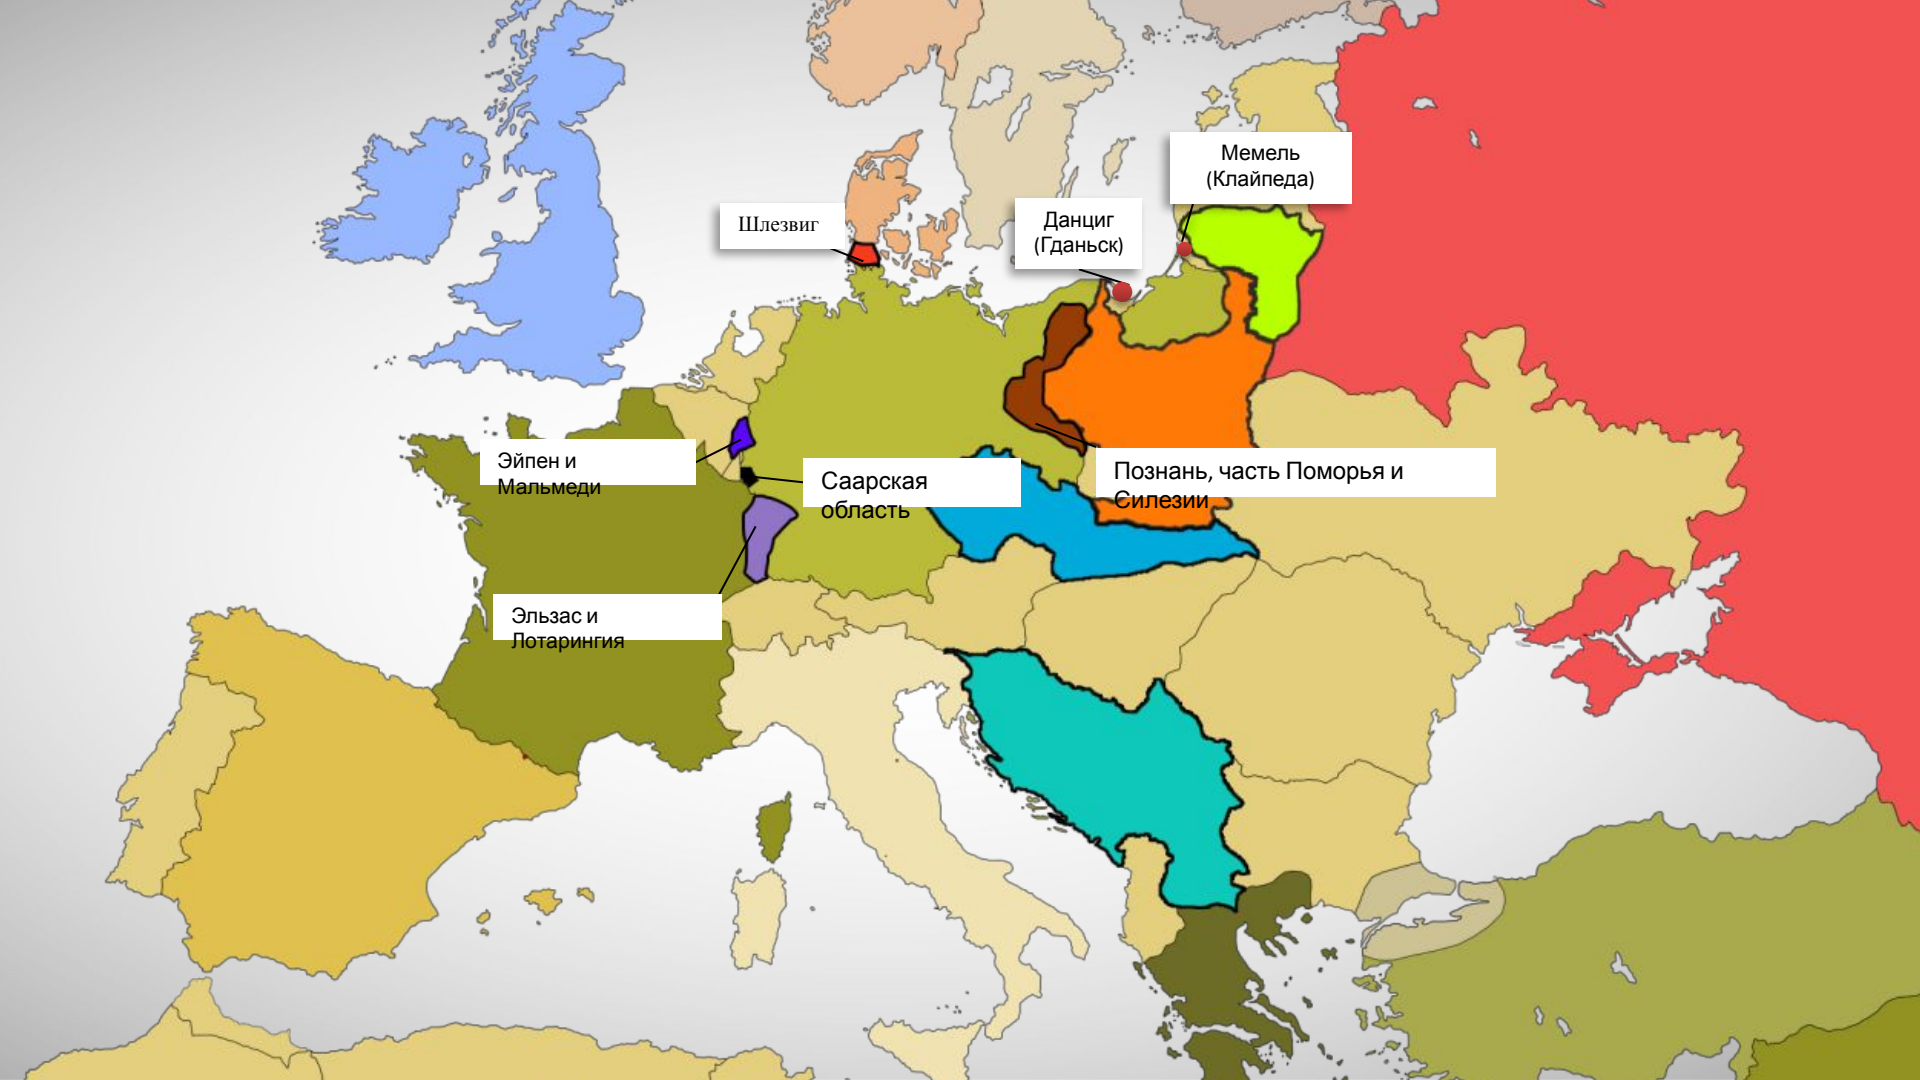 Мемель
(Клайпеда)
Шлезвиг
Данциг
(Гданьск)
Эйпен и
Мальмеди
Саарская
область
Познань, часть Поморья и
Силезии
Эльзас и
Лотарингия